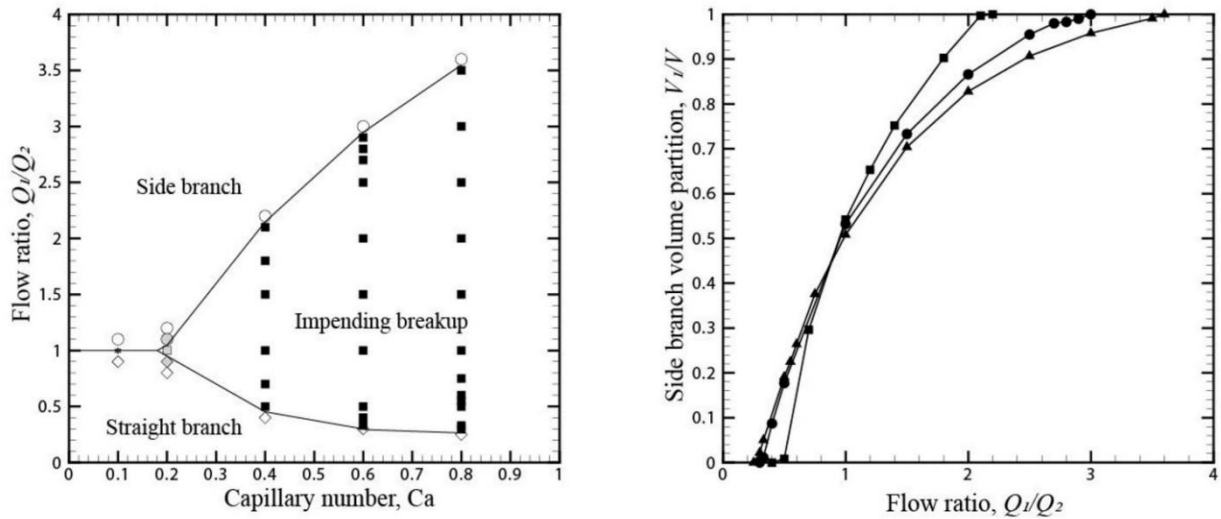 4
3.5
3
2.5
2
1.5
1
0.5
0
Flow ratio, Q₁/Q₂
Side branch
Impending breakup
Straight branch
0 0.1 0.2 0.3 0.4 0.5 0.6 0.7 0.8 0.9 1
Capillary number, Ca
1
0.9
0.8
0.7
0.6
0.5
0.4
0.3
0.2
0.1
0
Side branch volume partition, V₁/V
0 1 2 3 4
Flow ratio, Q₁/Q₂